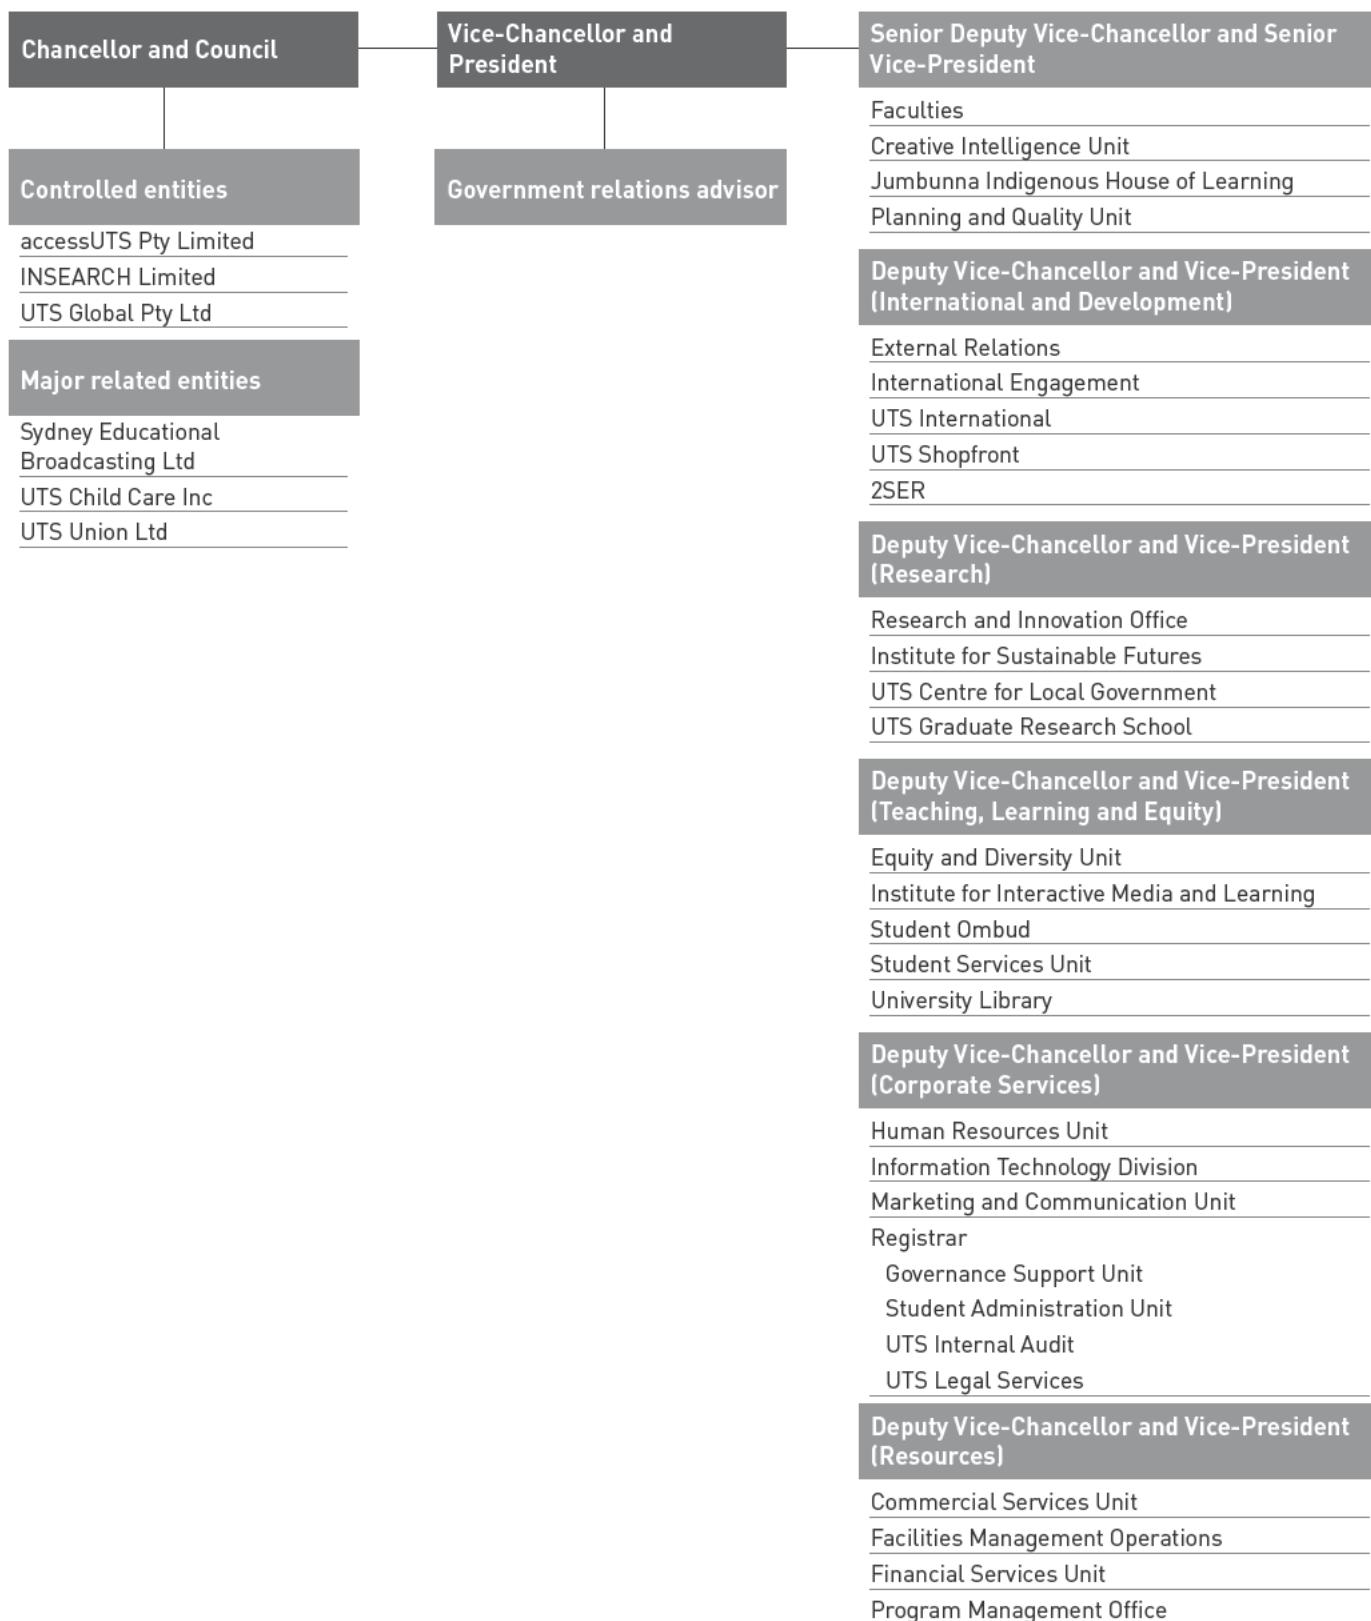 Chancellor and Council
Controlled entities
accessUTS Pty Limited
INSEARCH Limited
UTS Global Pty Ltd
Major related entities
Sydney Educational
Broadcasting Ltd
UTS Child Care Inc
UTS Union Ltd
Vice-Chancellor and
President
Government relations advisor
Senior Deputy Vice-Chancellor and Senior
Vice-President
Faculties
Creative Intelligence Unit
Jumbunna Indigenous House of Learning
Planning and Quality Unit
Deputy Vice-Chancellor and Vice-President
(International and Development)
External Relations
International Engagement
UTS International
UTS Shopfront
2SER
Deputy Vice-Chancellor and Vice-President
(Research)
Research and Innovation Office
Institute for Sustainable Futures
UTS Centre for Local Government
UTS Graduate Research School
Deputy Vice-Chancellor and Vice-President
(Teaching, Learning and Equity)
Equity and Diversity Unit
Institute for Interactive Media and Learning
Student Ombud
Student Services Unit
University Library
Deputy Vice-Chancellor and Vice-President
(Corporate Services)
Human Resources Unit
Information Technology Division
Marketing and Communication Unit
Registrar
Governance Support Unit
Student Administration Unit
UTS Internal Audit
UTS Legal Services
Deputy Vice-Chancellor and Vice-President
(Resources)
Commercial Services Unit
Facilities Management Operations
Financial Services Unit
Program Management Office